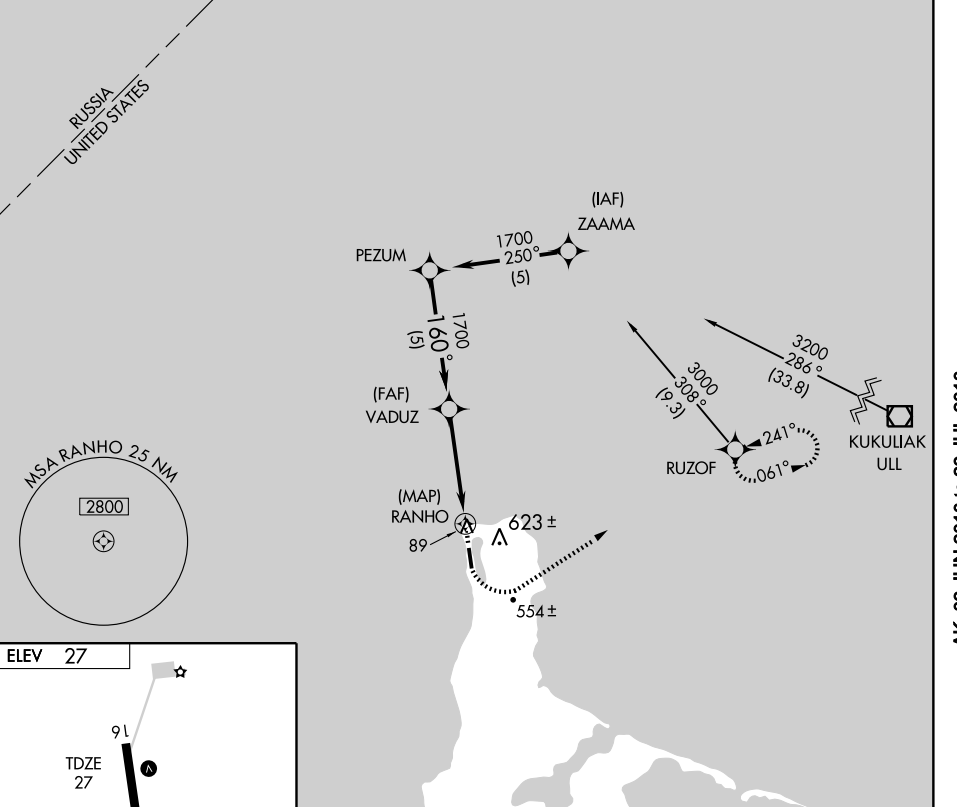 RUSSIA
UNITED STATES
(IAF)
ZAAMA
PEZUM
1700
250°
(5)
1700
160°
(5)
(FAF)
VADUZ
3000
308°
(9.3)
3200
286°
(33.8)
KUKULIAK
ULL
RUZOF
241°
061°
MSA RANHO 25 NM
2800
(MAP)
RANHO
89
623 ±
554 ±
ELEV 27
16
TDZE
27